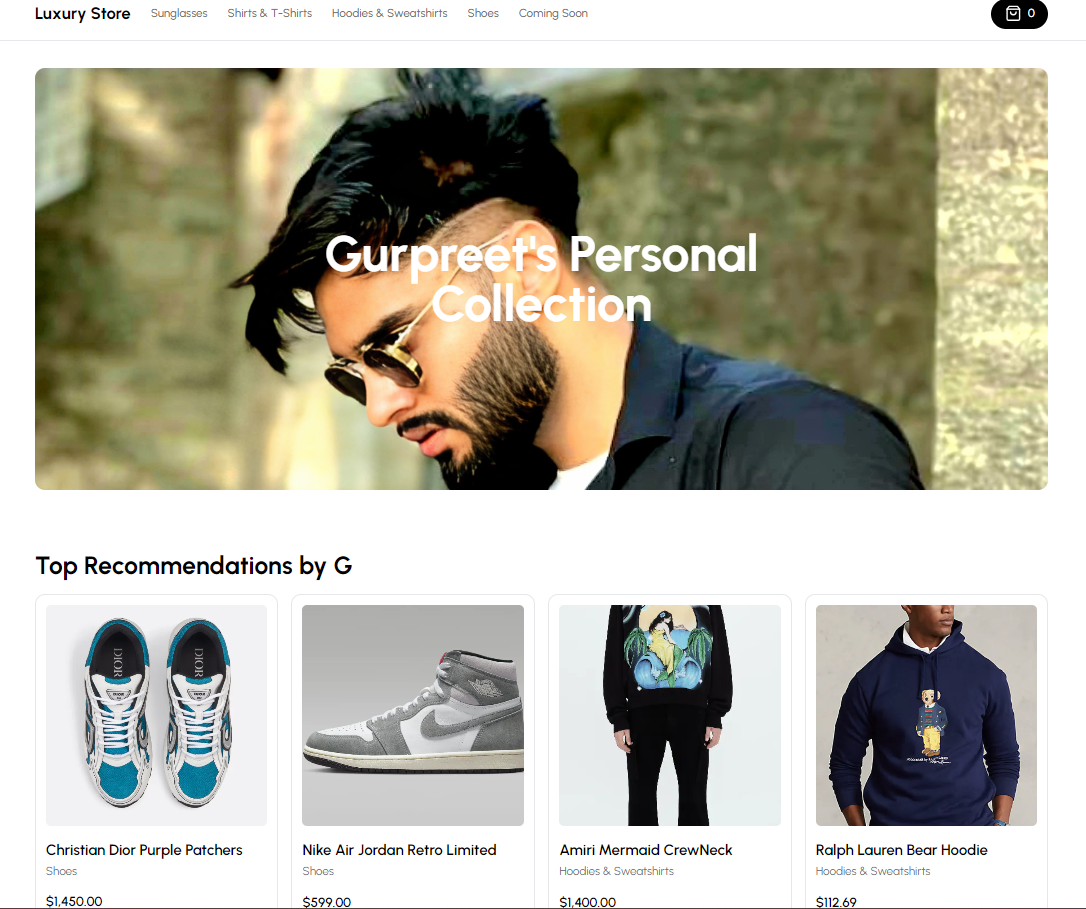 Luxury Store Sunglasses Shirts & T-Shirts Hoodies & Sweatshirts Shoes Coming Soon 0
Gurpreet's Personal
Collection
Top Recommendations by G
DIOR DIOR
Christian Dior Purple Patchers
Shoes
$1,450.00
Nike Air Jordan Retro Limited
Shoes
$599.00
Amiri Mermaid CrewNeck
Hoodies & Sweatshirts
$1,400.00
Ralph Lauren Bear Hoodie
Hoodies & Sweatshirts
$112.69